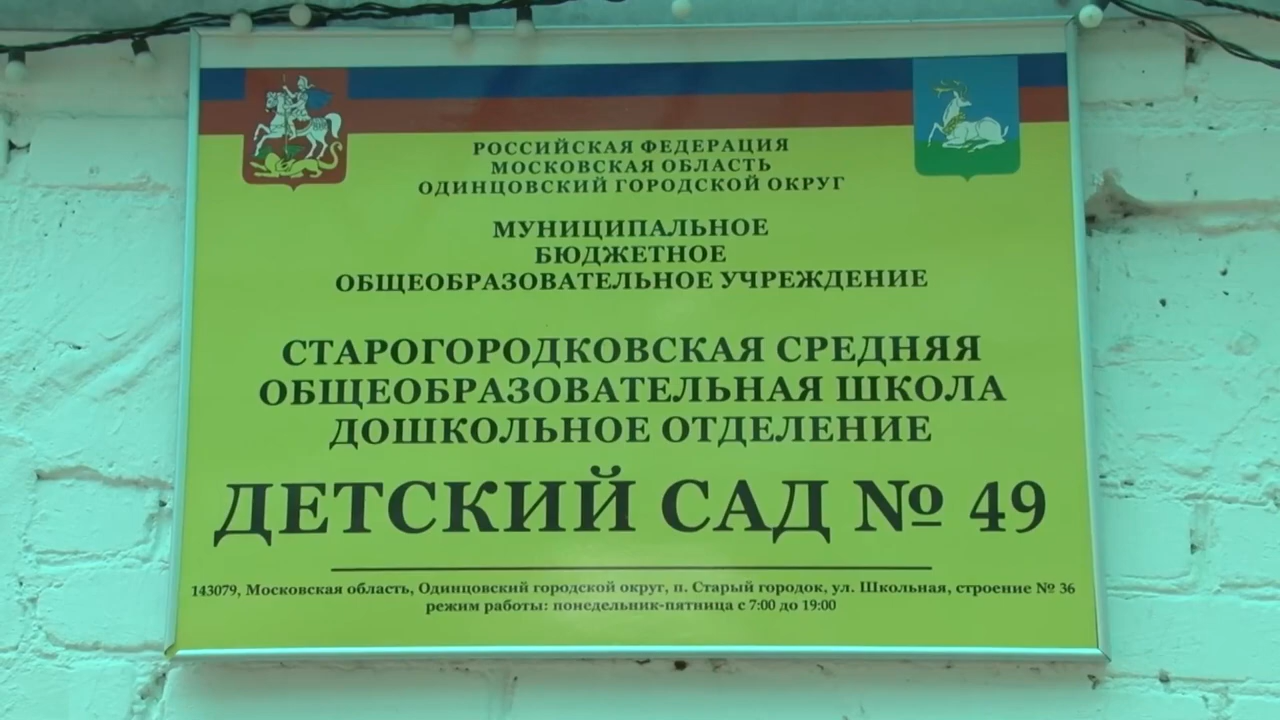 РОССИЙСКАЯ ФЕДЕРАЦИЯ
МОСКОВСКАЯ ОБЛАСТЬ
ОДИНЦОВСКИЙ ГОРОДСКОЙ ОКРУГ
МУНИЦИПАЛЬНОЕ
БЮДЖЕТНОЕ
ОБЩЕОБРАЗОВАТЕЛЬНОЕ УЧРЕЖДЕНИЕ
СТАРОГОРОДКОВСКАЯ СРЕДНЯЯ
ОБЩЕОБРАЗОВАТЕЛЬНАЯ ШКОЛА
ДОШКОЛЬНОЕ ОТДЕЛЕНИЕ
ДЕТСКИЙ САД № 49
143079, Московская область, Одинцовский городской округ, п. Старый городок, ул. Школьная, строение № 36
режим работы: понедельник-пятница с 7:00 до 19:00